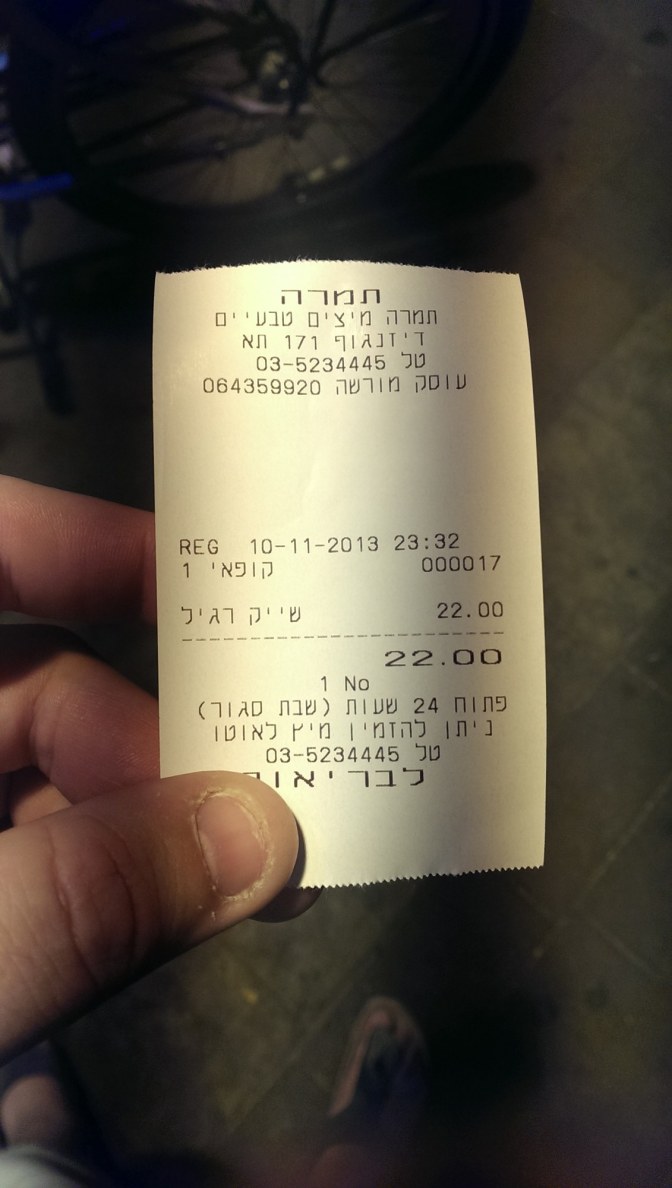 תמרה
תמרה מיצים טבעיים
דיזנגוף 171 תא
טל 03-5234445
עוסק מורשה 064359920
REG 10-11-2013 23:32
קופאי 1 000017
שייק רגיל 22.00
22.00
1 No
פתוח 24 שעות (שבת סגור)
ניתן להזמין מיץ לאוטו
טל 03-5234445